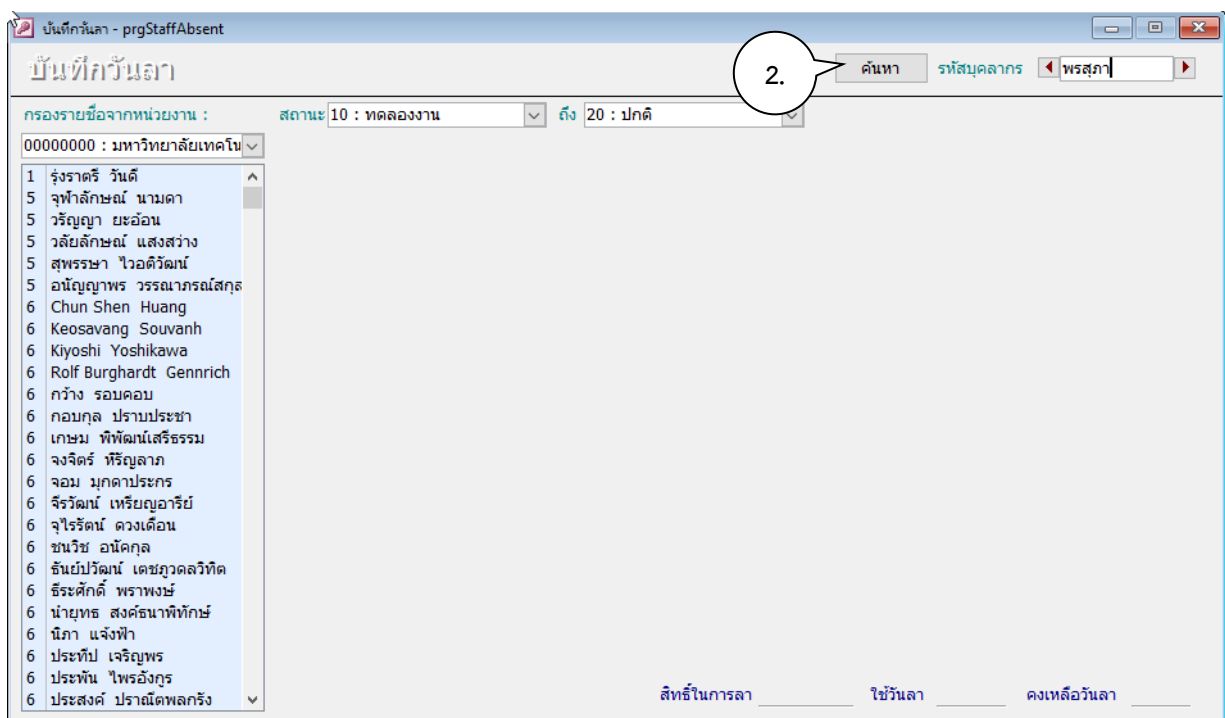 บันทึกวันลา - prgStaffAbsent
บันทึกวันลา
2.
ค้นหา รหัสบุคลากร พรสุภา
กรองรายชื่อจากหน่วยงาน : สถานะ 10 : ทดลองงาน ถึง 20 : ปกติ
00000000 : มหาวิทยาลัยเทคโน
1 รุ่งราตรี วันดี
5 จุฬาลักษณ์ นามดา
5 วรัญญา ยะอ้อน
5 วลัยลักษณ์ แสงสว่าง
5 สุพรรษา ไวอติวัฒน์
5 อนัญญาพร วรรณาภรณ์สกุล
6 Chun Shen Huang
6 Keosavang Souvanh
6 Kiyoshi Yoshikawa
6 Rolf Burghardt Gennrich
6 กว้าง รอบคอบ
6 กอบกุล ปราบประชา
6 เกษม พิพัฒน์เสรีธรรม
6 จงจิตร์ หิรัญลาภ
6 จอม มุกดาประกร
6 จีรวัฒน์ เหรียญอารีย์
6 จุไรรัตน์ ดวงเดือน
6 ชนวิช อนัคกุล
6 ธันย์ปวัฒน์ เตชภูวดลวิทิต
6 ธีระศักดิ์ พราพงษ์
6 นำยุทธ สงค์ธนาพิทักษ์
6 นิภา แจ้งฟ้า
6 ประทีป เจริญพร
6 ประพัน ไพรอังกูร
6 ประสงค์ ปราณีตพลกรัง
สิทธิ์ในการลา ใช้วันลา คงเหลือวันลา